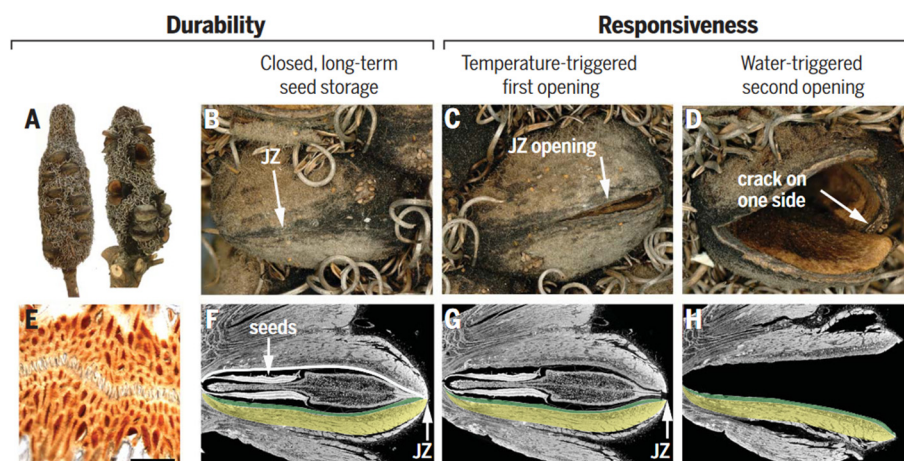 Durability
Responsiveness
Closed, long-term
seed storage
Temperature-triggered
first opening
Water-triggered
second opening
A
B
JZ
C
JZ opening
D
crack on
one side
E
F
seeds
JZ
G
JZ
H